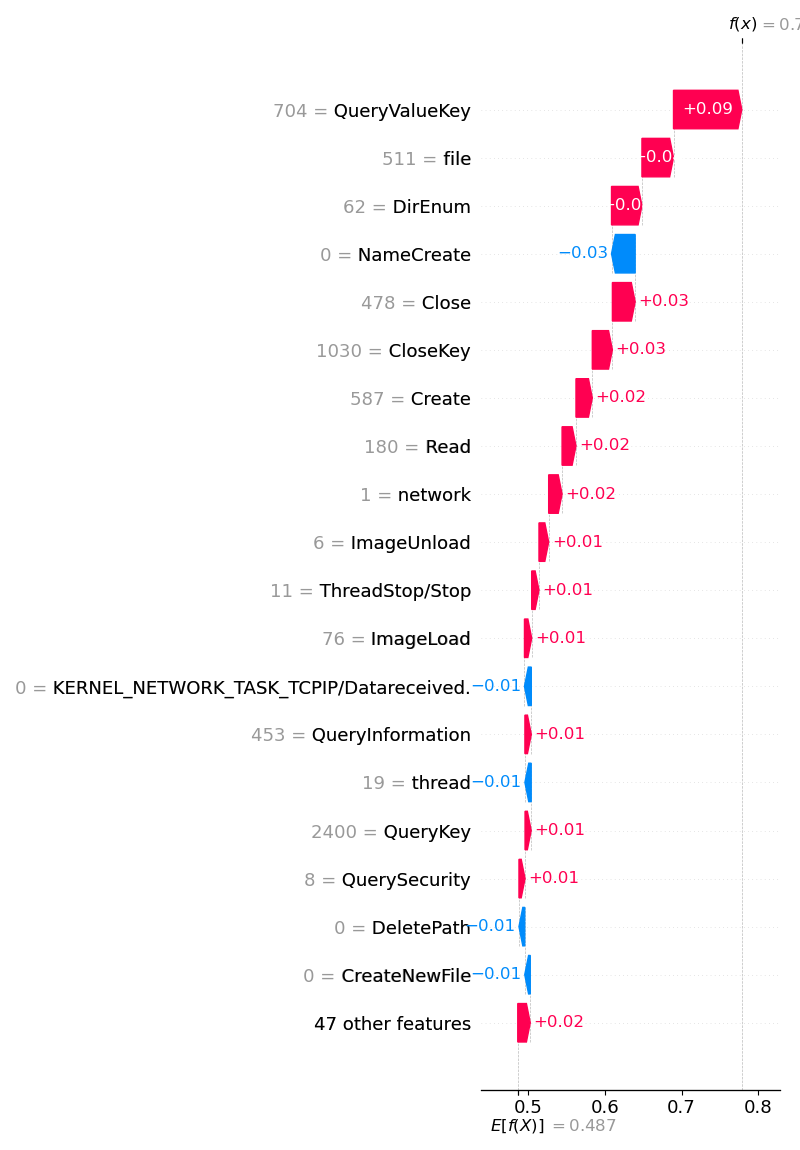 f(x) = 0.7
704 = QueryValueKey +0.09
511 = file
62 = DirEnum
0 = NameCreate −0.03
478 = Close +0.03
1030 = CloseKey +0.03
587 = Create +0.02
180 = Read +0.02
1 = network +0.02
6 = ImageUnload +0.01
11 = ThreadStop/Stop +0.01
76 = ImageLoad +0.01
0 = KERNEL_NETWORK_TASK_TCPIP/Datareceived. −0.01
453 = QueryInformation +0.01
19 = thread −0.01
2400 = QueryKey +0.01
8 = QuerySecurity +0.01
0 = DeletePath −0.01
0 = CreateNewFile −0.01
47 other features +0.02
0.5 0.6 0.7 0.8
E[f(X)] = 0.487